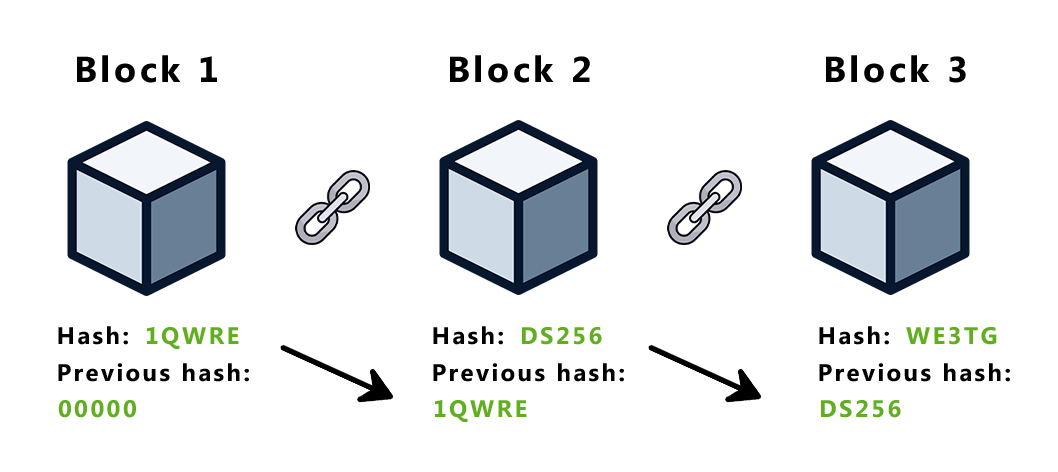 Block 1
Block 2
Block 3
Hash: 1QWRE
Previous hash:
00000
Hash: DS256
Previous hash:
1QWRE
Hash: WE3TG
Previous hash:
DS256